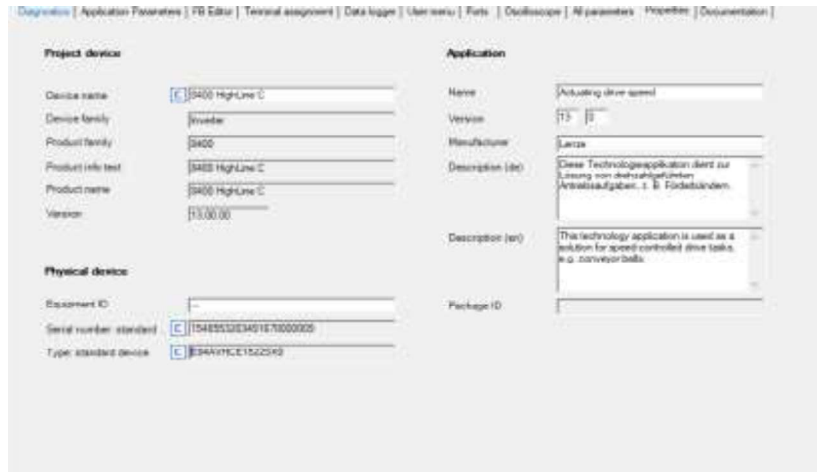 Diagnostics | Application Parameters | FB Editor | Terminal assignment | Data logger | User menu | Ports | Oscilloscope | All parameters | Properties | Documentation
Project device
Device name C 8400 HighLine C
Device family Inverter
Product family 8400
Product info text 8400 HighLine C
Product name 8400 HighLine C
Version 13.00.00
Physical device
Equipment ID
Serial number: standard C
Type: standard device C
Application
Name Actuating drive speed
Version 13 0
Manufacturer Lenze
Description (de) Diese Technologieapplikation dient zur
Lösung von drehzahlgeführten
Antriebsaufgaben, z. B. Förderbändern.
Description (en) This technology application is used as a
solution for speed controlled drive tasks,
e.g. conveyor belts.
Package ID